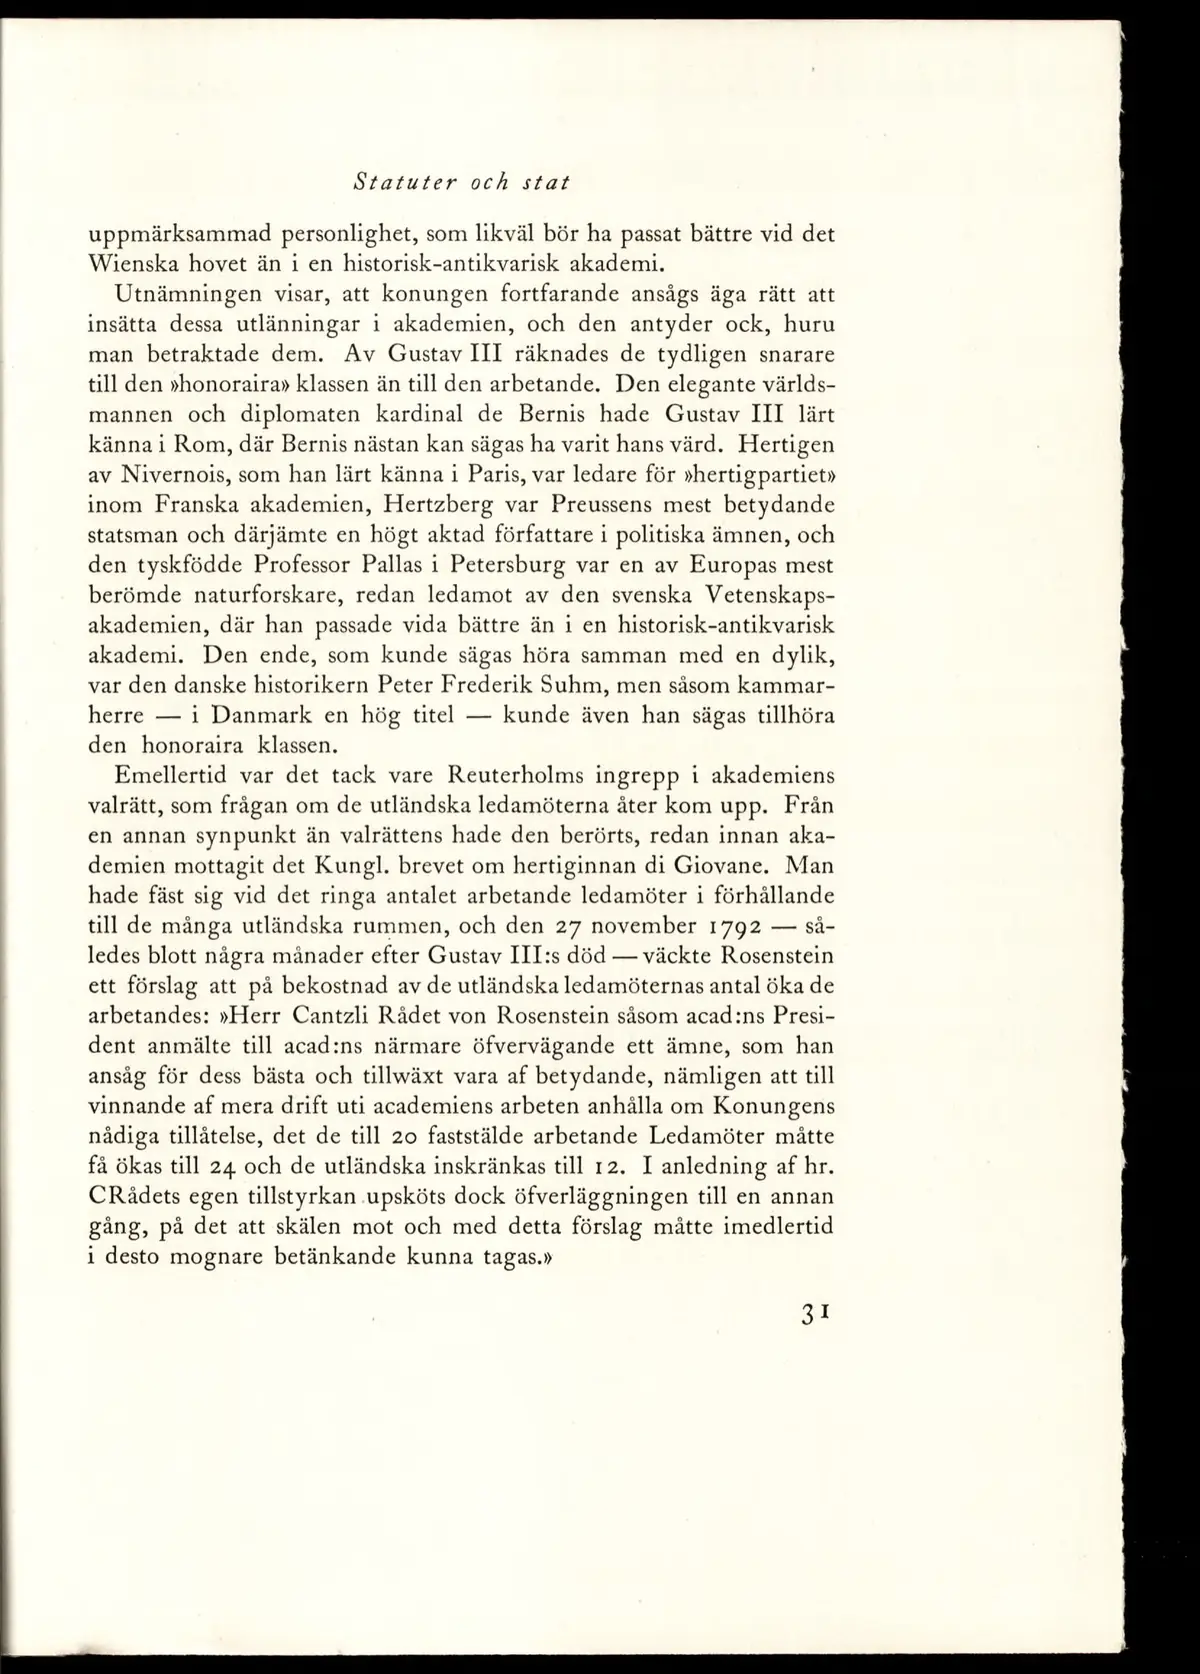 Statuter och stat
uppmärksammad personlighet, som likväl bör ha passat bättre vid det
Wienska hovet än i en historisk-antikvarisk akademi.
Utnämningen visar, att konungen fortfarande ansågs äga rätt att
insätta dessa utlänningar i akademien, och den antyder ock, huru
man betraktade dem. Av Gustav III räknades de tydligen snarare
till den »honoraira» klassen än till den arbetande. Den elegante världs-
mannen och diplomaten kardinal de Bernis hade Gustav III lärt
känna i Rom, där Bernis nästan kan sägas ha varit hans värd. Hertigen
av Nivernois, som han lärt känna i Paris, var ledare för »hertigpartiet»
inom Franska akademien, Hertzberg var Preussens mest betydande
statsman och därjämte en högt aktad författare i politiska ämnen, och
den tyskfödde Professor Pallas i Petersburg var en av Europas mest
berömde naturforskare, redan ledamot av den svenska Vetenskaps-
akademien, där han passade vida bättre än i en historisk-antikvarisk
akademi. Den ende, som kunde sägas höra samman med en dylik,
var den danske historikern Peter Frederik Suhm, men såsom kammar-
herre — i Danmark en hög titel — kunde även han sägas tillhöra
den honoraira klassen.
Emellertid var det tack vare Reuterholms ingrepp i akademiens
valrätt, som frågan om de utländska ledamöterna åter kom upp. Från
en annan synpunkt än valrättens hade den berörts, redan innan aka-
demien mottagit det Kungl. brevet om hertiginnan di Giovane. Man
hade fäst sig vid det ringa antalet arbetande ledamöter i förhållande
till de många utländska rummen, och den 27 november 1792 — så-
ledes blott några månader efter Gustav III:s död — väckte Rosenstein
ett förslag att på bekostnad av de utländska ledamöternas antal öka de
arbetandes: »Herr Cantzli Rådet von Rosenstein såsom acad:ns Presi-
dent anmälte till acad:ns närmare öfvervägande ett ämne, som han
ansåg för dess bästa och tillwäxt vara af betydande, nämligen att till
vinnande af mera drift uti academiens arbeten anhålla om Konungens
nådiga tillåtelse, det de till 20 faststälde arbetande Ledamöter måtte
få ökas till 24 och de utländska inskränkas till 12. I anledning af hr.
CRådets egen tillstyrkan upsköts dock öfverläggningen till en annan
gång, på det att skälen mot och med detta förslag måtte imedlertid
i desto mognare betänkande kunna tagas.»
31